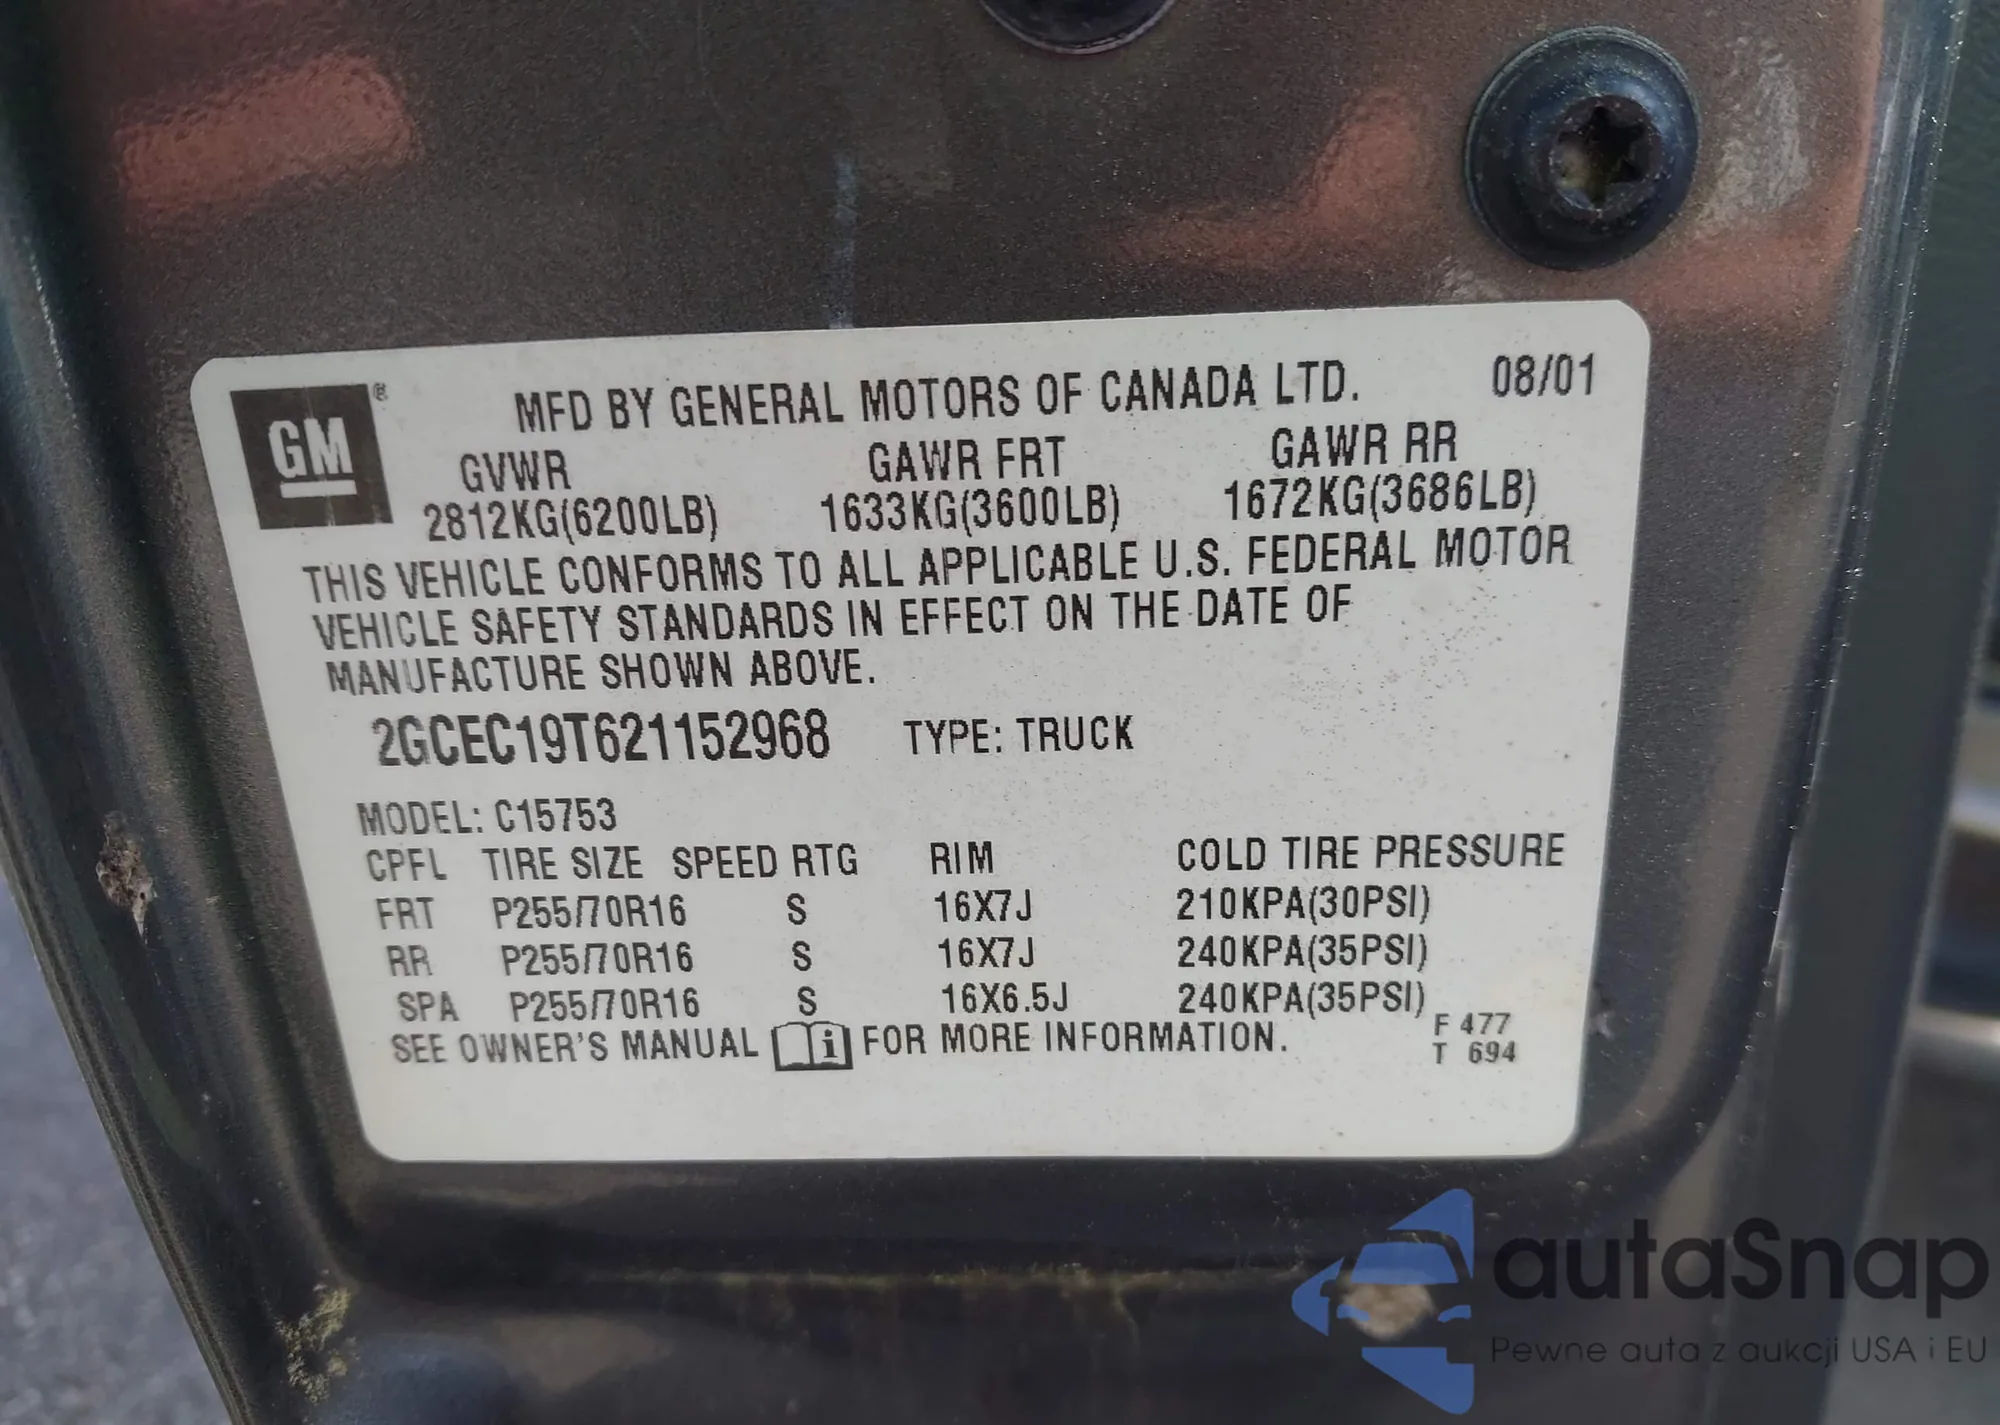 GM®
MFD BY GENERAL MOTORS OF CANADA LTD. 08/01
GVWR GAWR FRT GAWR RR
2812KG(6200LB) 1633KG(3600LB) 1672KG(3686LB)
THIS VEHICLE CONFORMS TO ALL APPLICABLE U.S. FEDERAL MOTOR
VEHICLE SAFETY STANDARDS IN EFFECT ON THE DATE OF
MANUFACTURE SHOWN ABOVE.
2GCEC19T621152968 TYPE: TRUCK
MODEL: C15753
CPFL TIRE SIZE SPEED RTG RIM COLD TIRE PRESSURE
FRT P255/70R16 S 16X7J 210KPA(30PSI)
RR P255/70R16 S 16X7J 240KPA(35PSI)
SPA P255/70R16 S 16X6.5J 240KPA(35PSI)
SEE OWNER'S MANUAL i FOR MORE INFORMATION.
F 477
T 694
autaSnap
Pewne auta z aukcji USA i EU